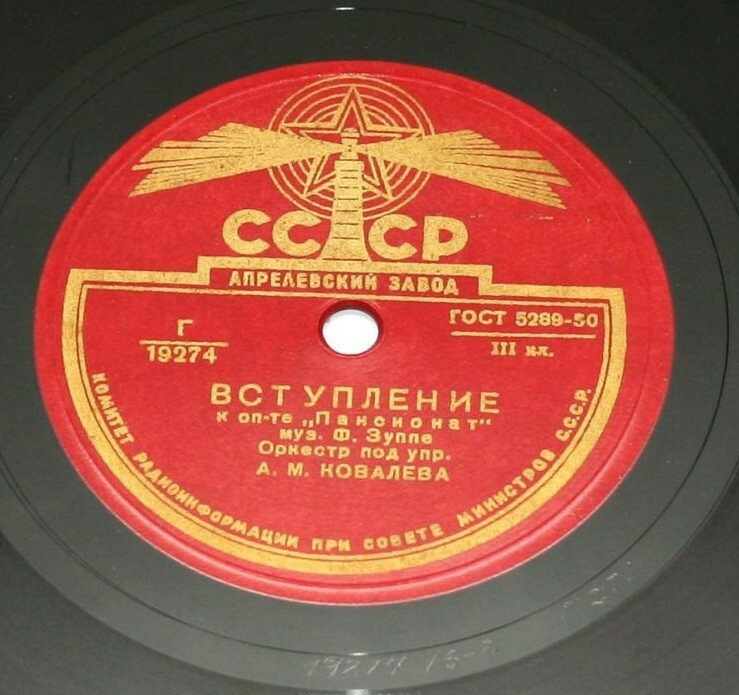 СССР
АПРЕЛЕВСКИЙ ЗАВОД
Г
19274
ГОСТ 5289-50
III кл.
ВСТУПЛЕНИЕ
к оп-те „Пансионат“
муз. Ф. Зуппе
Оркестр под упр.
А. М. КОВАЛЕВА
КОМИТЕТ РАДИОИНФОРМАЦИИ ПРИ СОВЕТЕ МИНИСТРОВ С.С.С.Р.